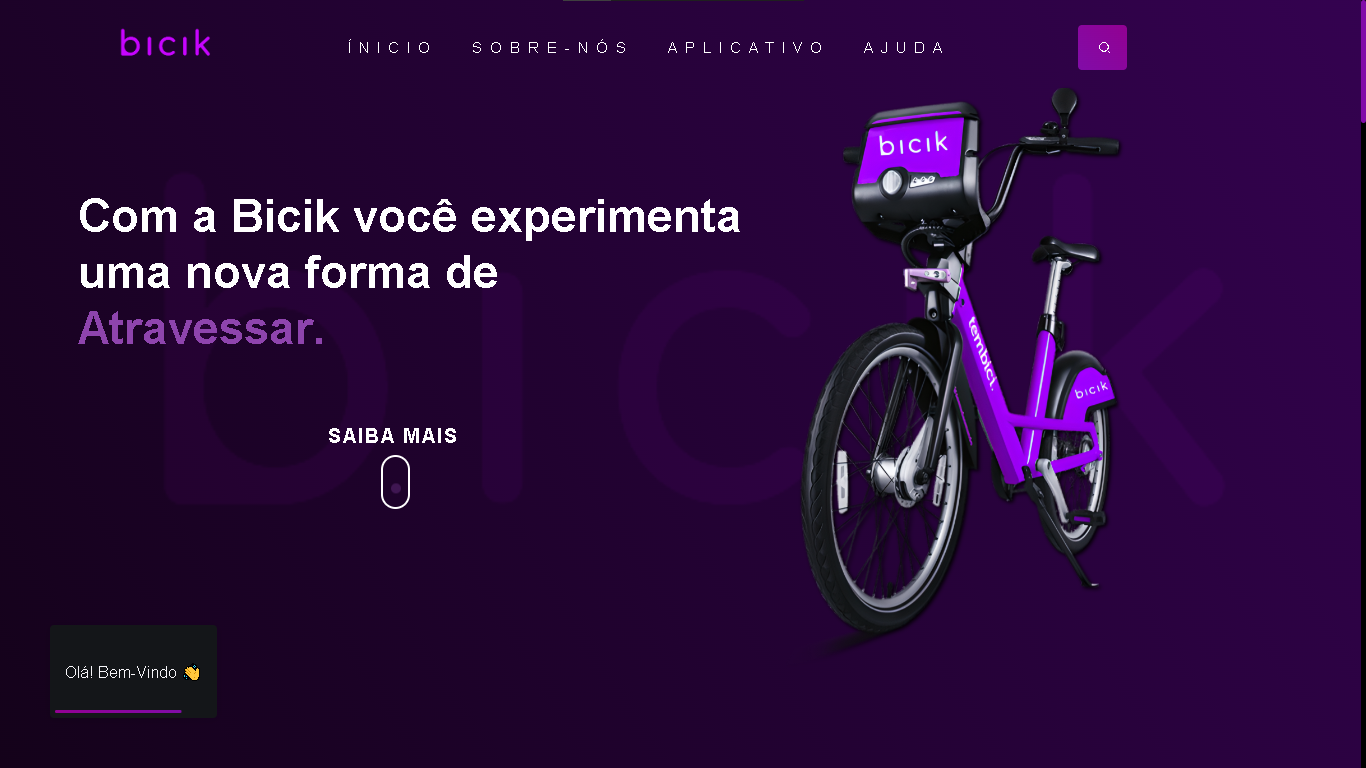 bicik
ÍNICIO SOBRE-NÓS APLICATIVO AJUDA
bicik
Com a Bicik você experimenta
uma nova forma de
Atravessar.
tembici.
bicik
bicik
SAIBA MAIS
Olá! Bem-Vindo 👏